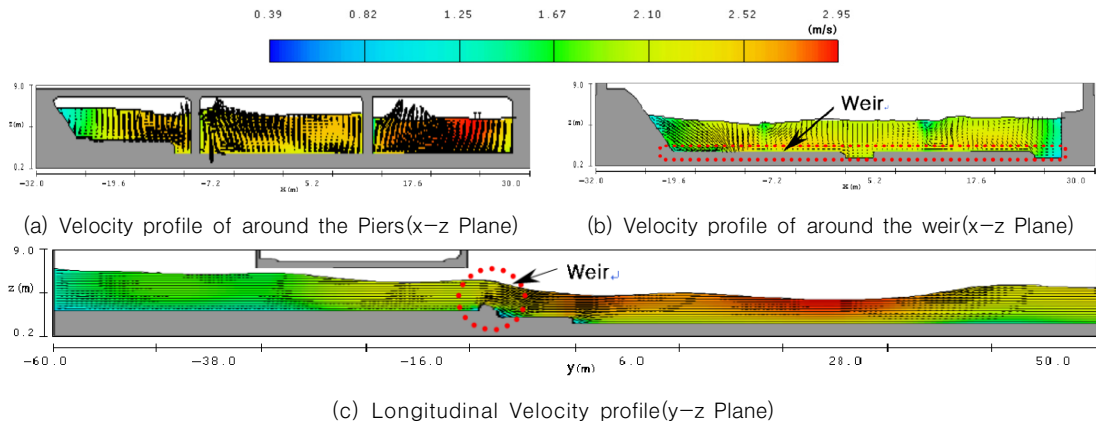 0.39 0.82 1.25 1.67 2.10 2.52 2.95
(m/s)
9.0
z(m)
0.2
-32.0 -19.6 -7.2 5.2 17.6 30.0
x(m)
(a) Velocity profile of around the Piers(x-z Plane)
9.0
z(m)
0.2
Weir
-32.0 -19.6 -7.2 5.2 17.6 30.0
x(m)
(b) Velocity profile of around the weir(x-z Plane)
9.0
z(m)
0.2
Weir
-60.0 -38.0 -16.0 6.0 28.0 50.0
y(m)
(c) Longitudinal Velocity profile(y-z Plane)